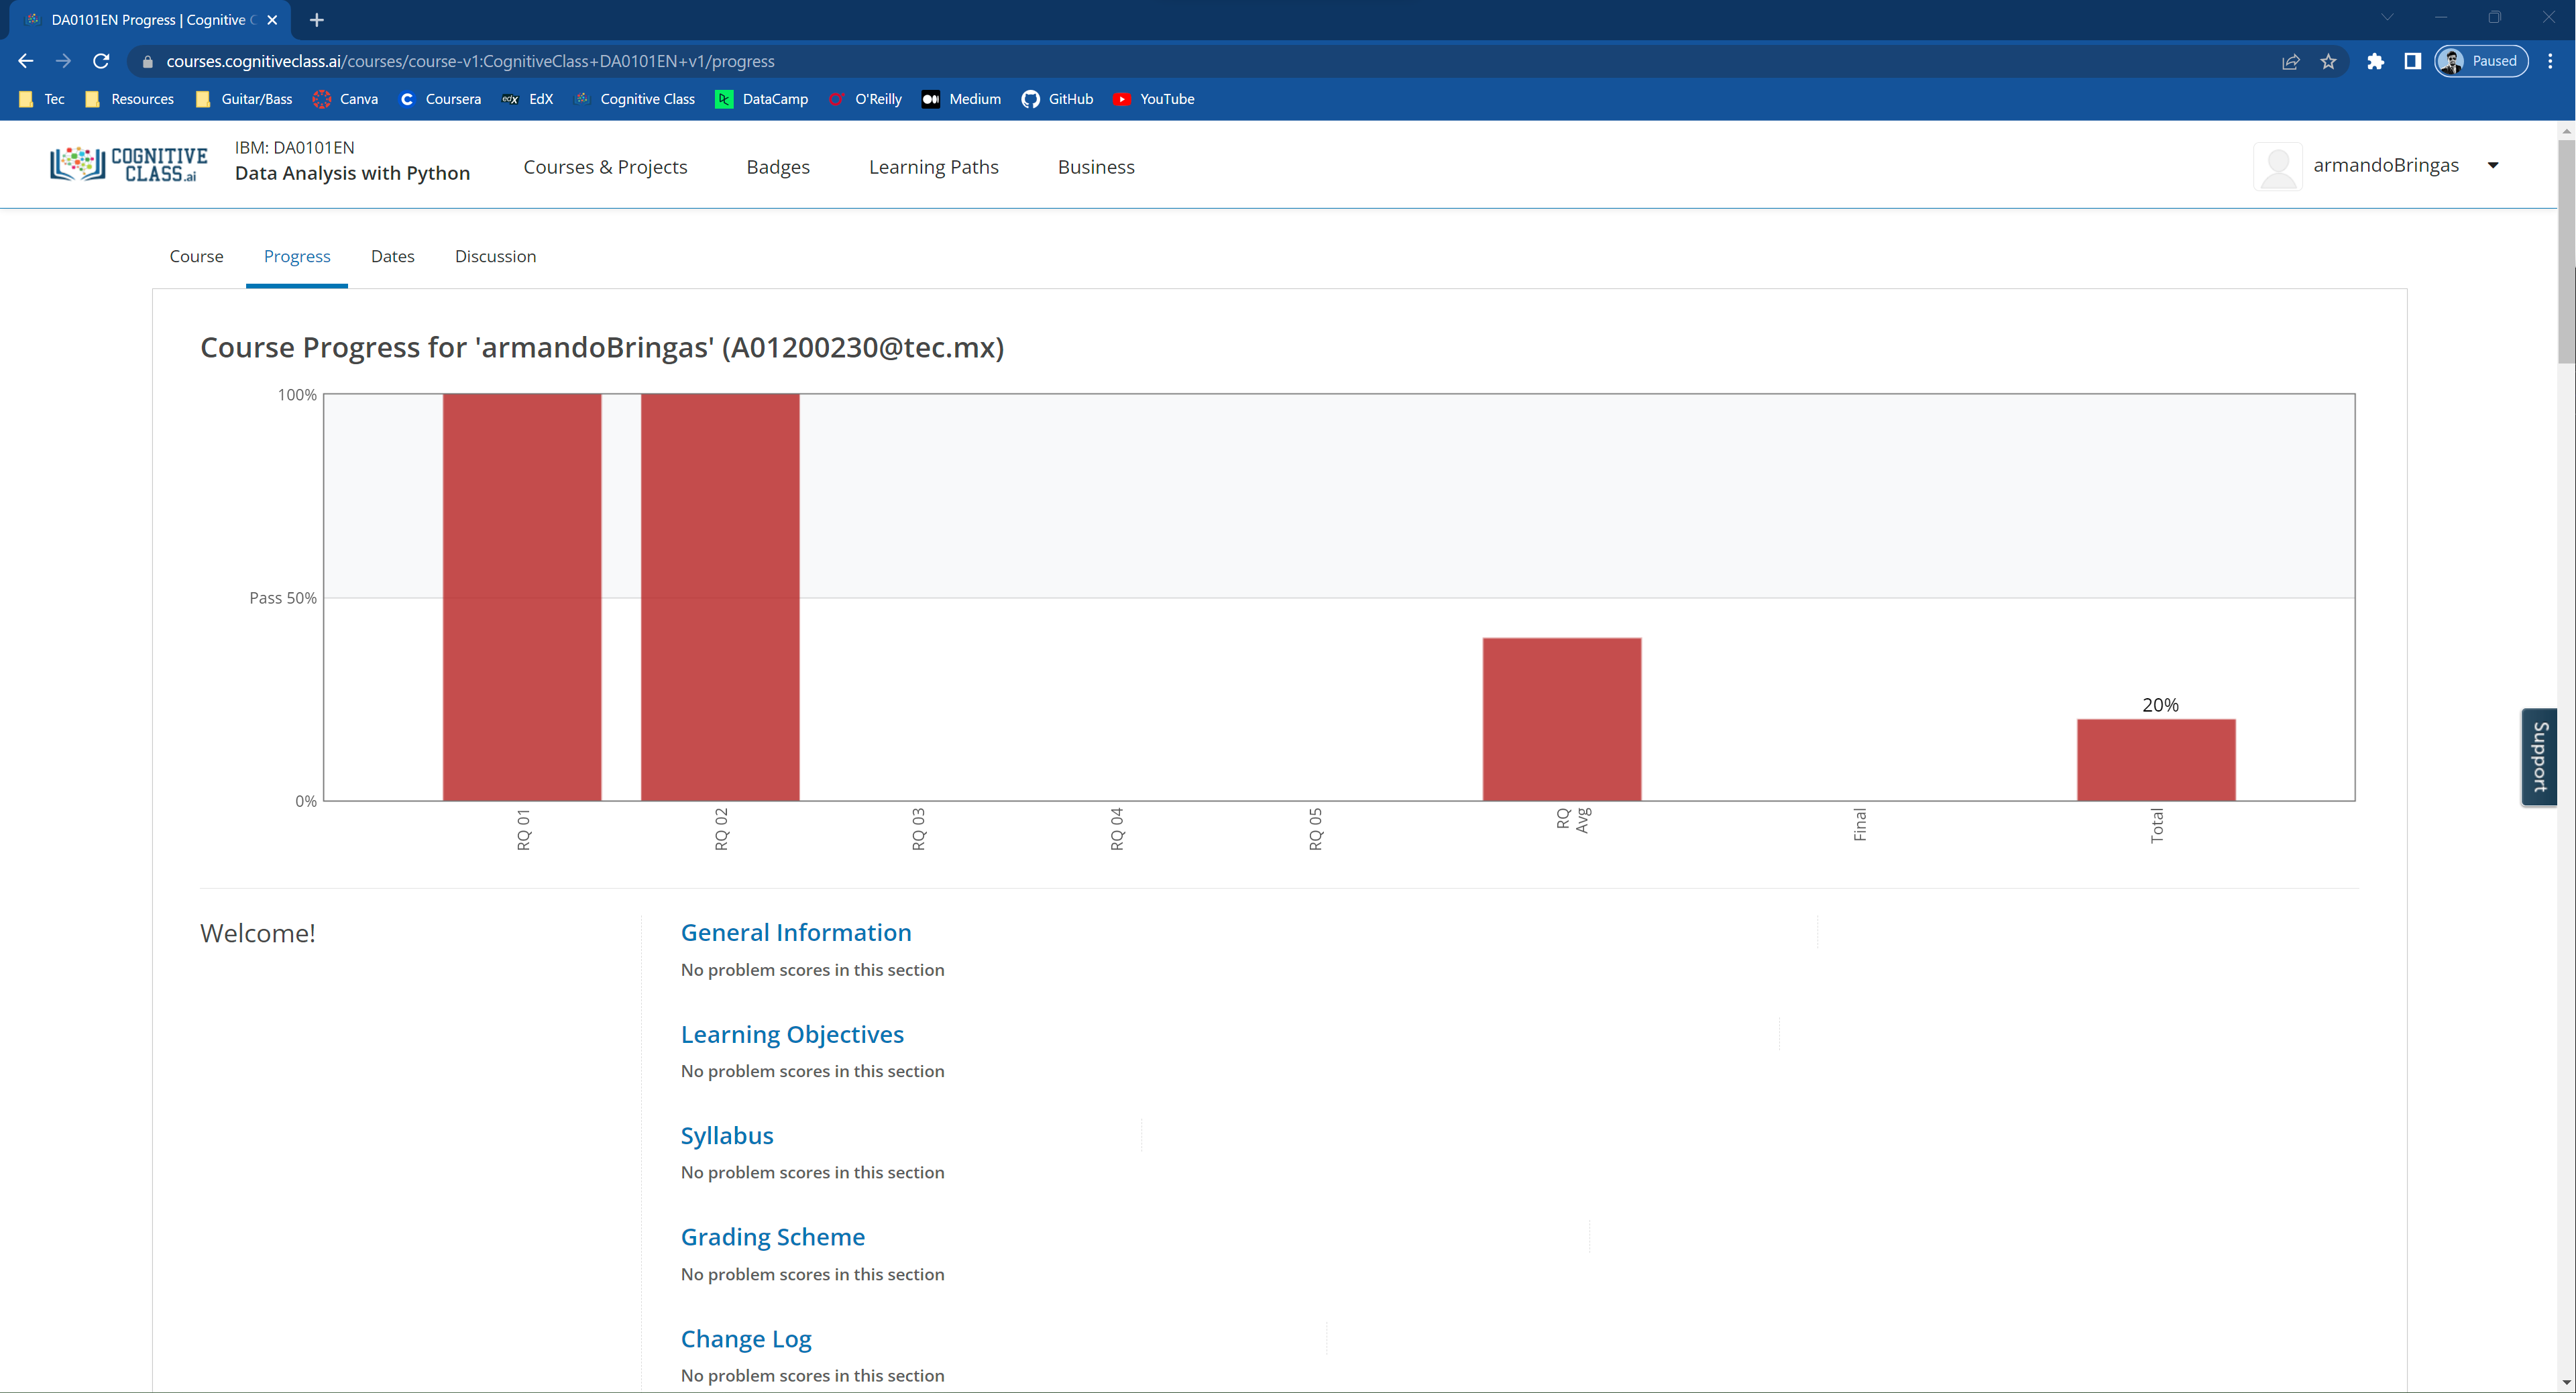 DA0101EN Progress | Cognitive C
courses.cognitiveclass.ai/courses/course-v1:CognitiveClass+DA0101EN+v1/progress
Paused
Tec Resources Guitar/Bass Canva Coursera edX EdX Cognitive Class DataCamp O'Reilly Medium GitHub YouTube
COGNITIVE
CLASS.ai
IBM: DA0101EN
Data Analysis with Python
Courses & Projects Badges Learning Paths Business
armandoBringas
Course Progress Dates Discussion
Course Progress for 'armandoBringas' (A01200230@tec.mx)
100%
Pass 50%
0%
20%
RQ 01
RQ 02
RQ 03
RQ 04
RQ 05
RQ
Avg
Final
Total
Support
Welcome!
General Information
No problem scores in this section
Learning Objectives
No problem scores in this section
Syllabus
No problem scores in this section
Grading Scheme
No problem scores in this section
Change Log
No problem scores in this section